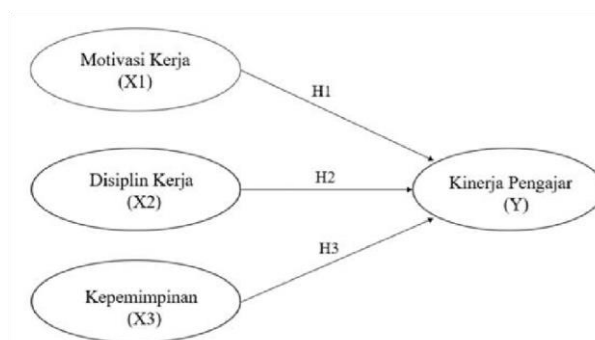 Motivasi Kerja
(X1)
H1
Disiplin Kerja
(X2)
H2
Kinerja Pengajar
(Y)
H3
Kepemimpinan
(X3)